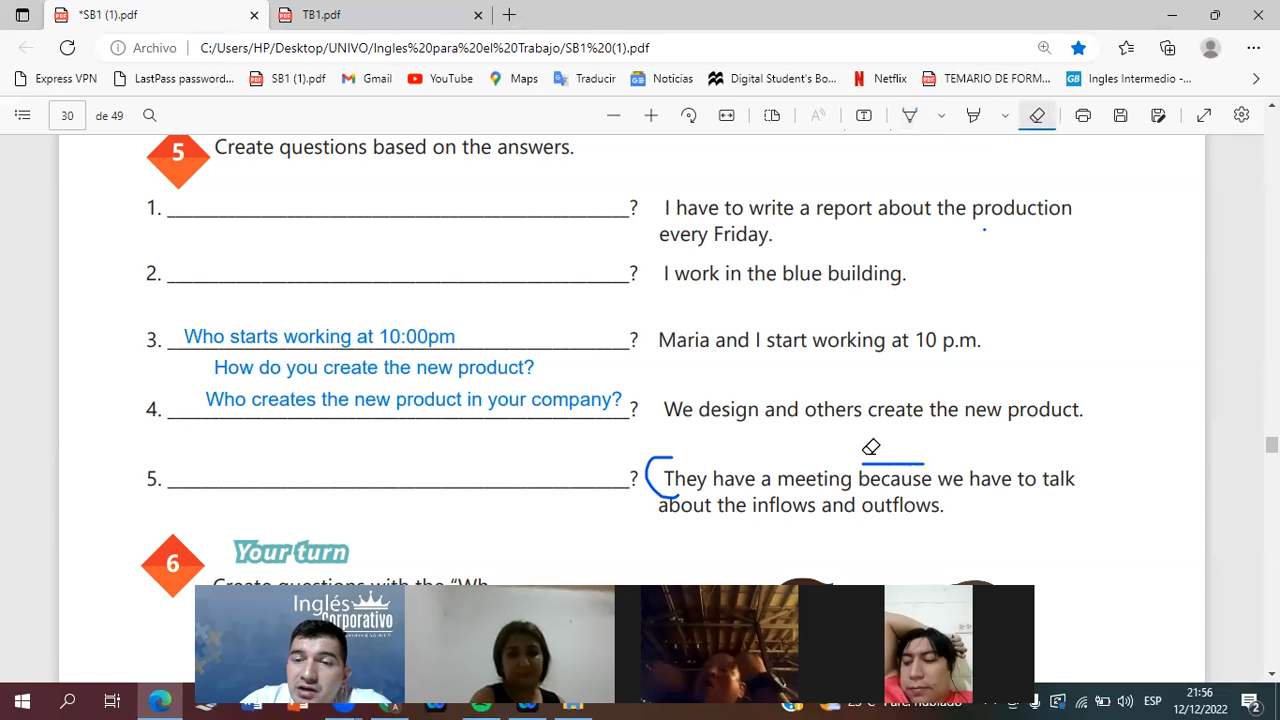 *SB1 (1).pdf
TB1.pdf
Archivo
C:/Users/HP/Desktop/UNIVO/Ingles%20para%20el%20Trabajo/SB1%20(1).pdf
Express VPN
LastPass password...
SB1 (1).pdf
Gmail
YouTube
Maps
Traducir
Noticias
Digital Student's Bo...
Netflix
TEMARIO DE FORM...
Ingles Intermedio -...
30 de 49
5 Create questions based on the answers.
1. ? I have to write a report about the production
every Friday.
2. ? I work in the blue building.
3. Who starts working at 10:00pm ? Maria and I start working at 10 p.m.
How do you create the new product?
4. Who creates the new product in your company? ? We design and others create the new product.
5. ? They have a meeting because we have to talk
about the inflows and outflows.
6 Your turn
Create questions with the "Wh
Inglés
Corporativo
ESP
21:56
12/12/2022
2